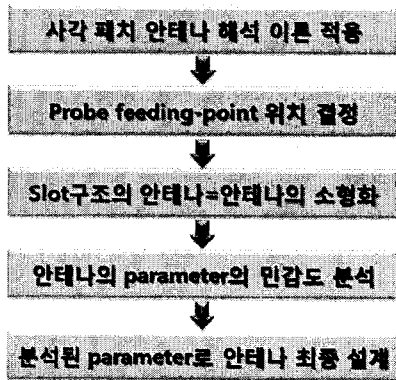 사각 패치 안테나 해석 이론 적용
Probe feeding-point 위치 결정
Slot구조의 안테나=안테나의 소형화
안테나의 parameter의 민감도 분석
분석된 parameter로 안테나 최종 설계